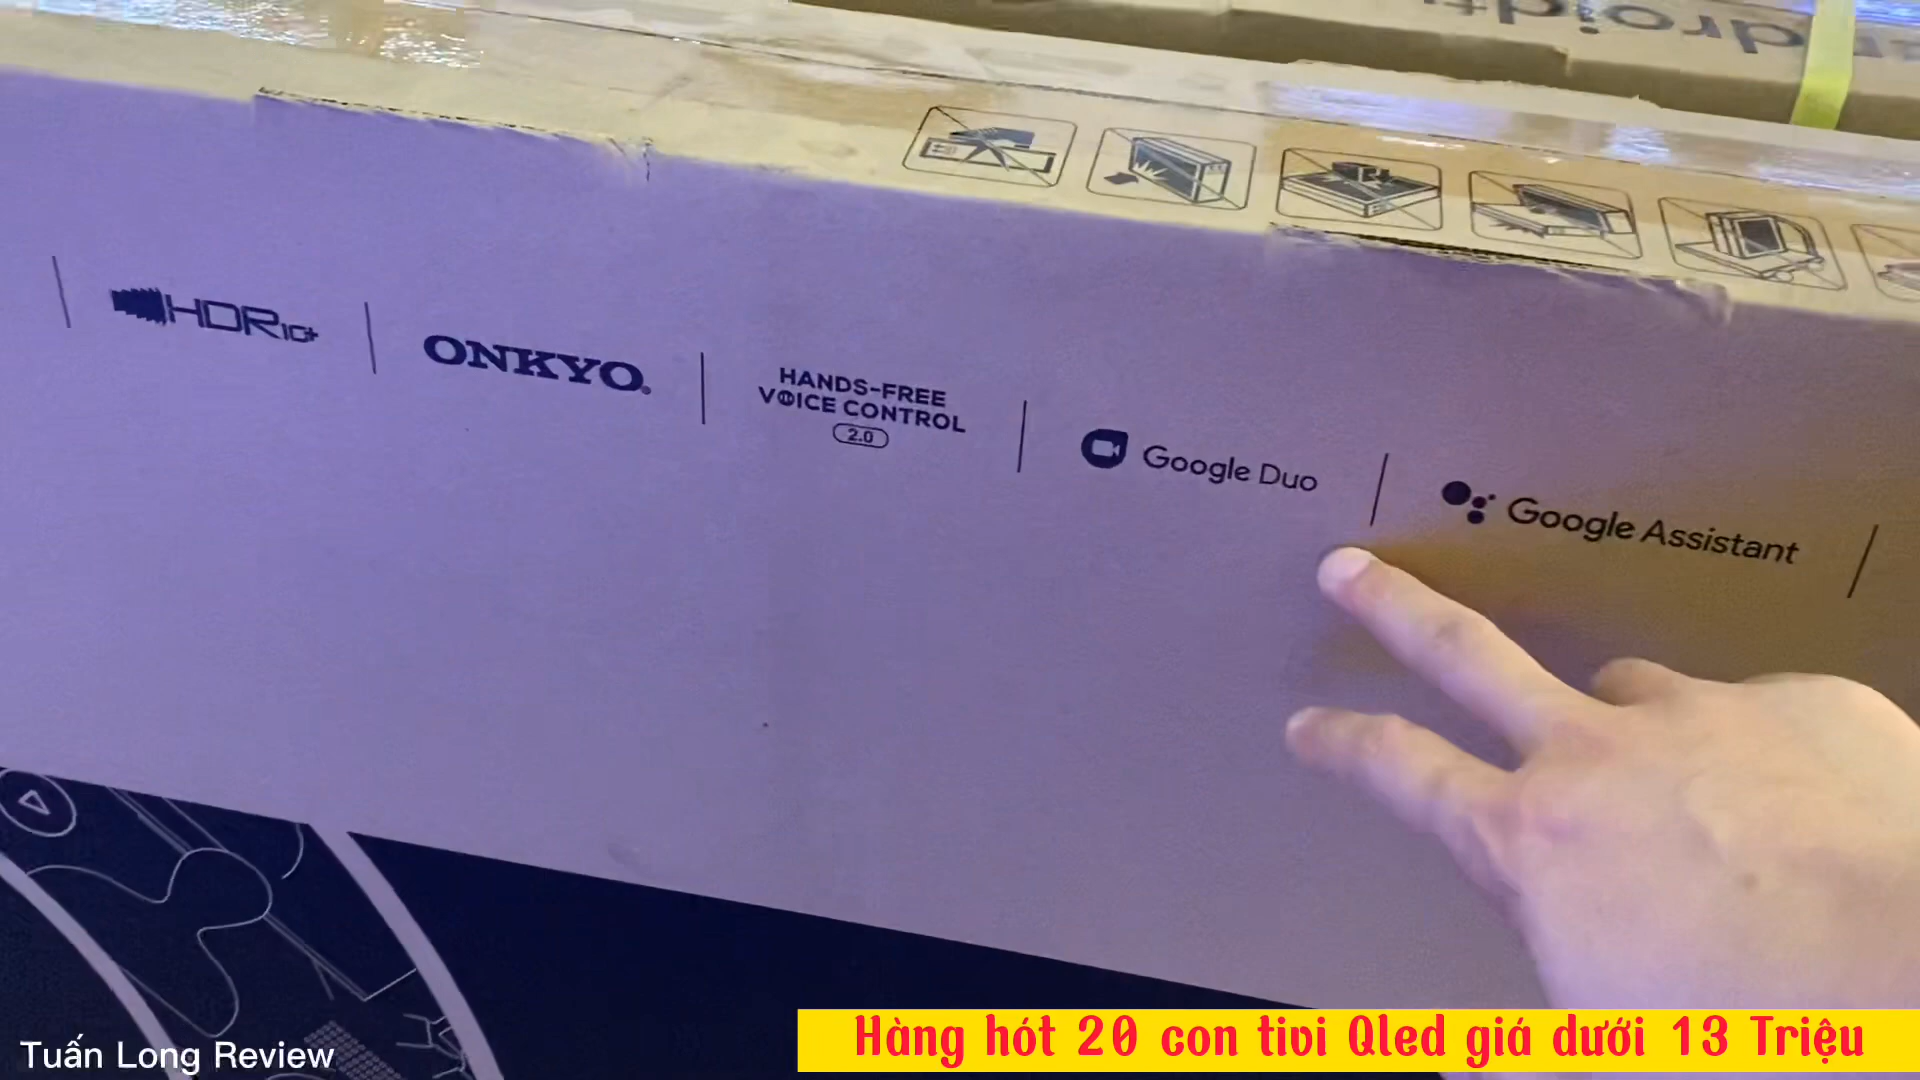 androidtv
HDR10+
ONKYO®
HANDS-FREE
VOICE CONTROL
2.0
Google Duo
Google Assistant
Tuấn Long Review
Hàng hót 20 con tivi Qled giá dưới 13 Triệu